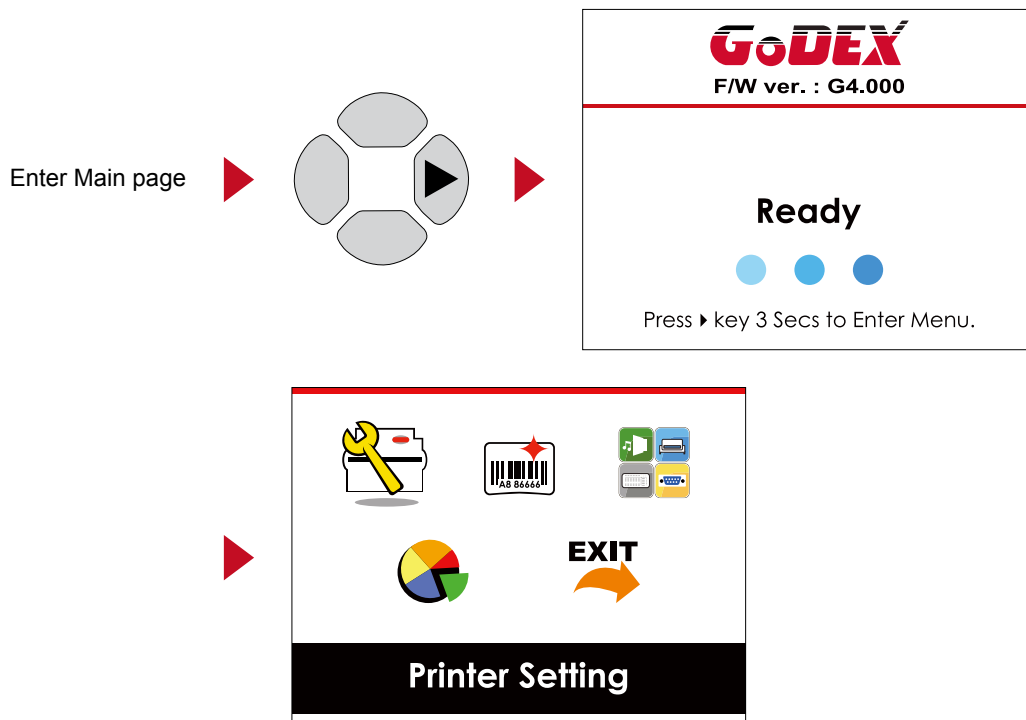 GoDEX
F/W ver. : G4.000
Enter Main page
Ready
Press ▶ key 3 Secs to Enter Menu.
A8 86666
EXIT
Printer Setting